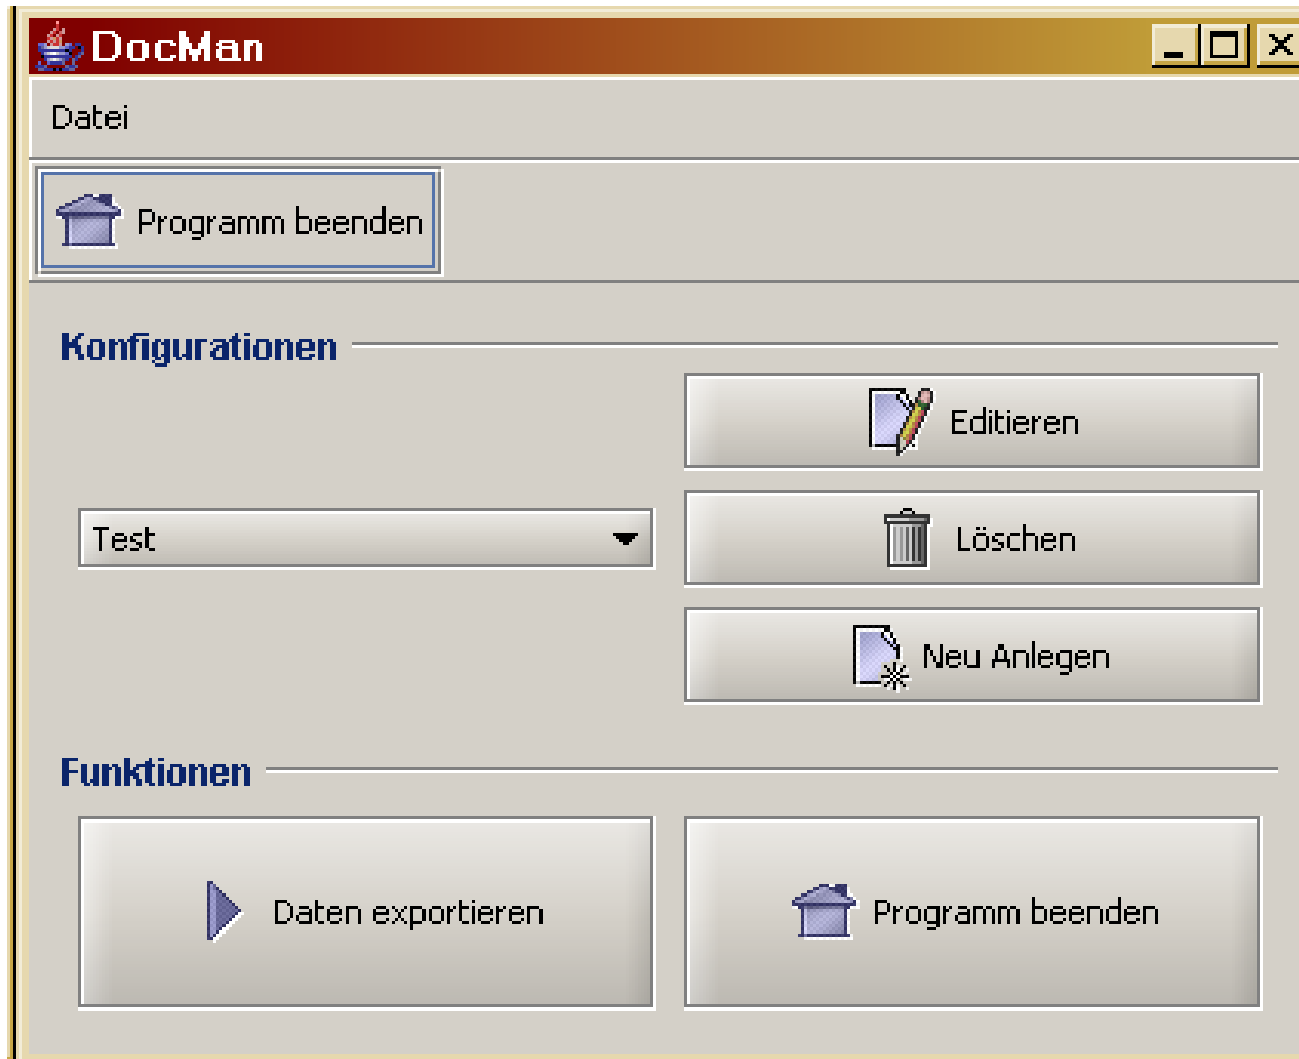 DocMan
Datei
Programm beenden
Konfigurationen
Editieren
Test
Löschen
Neu Anlegen
Funktionen
Daten exportieren
Programm beenden